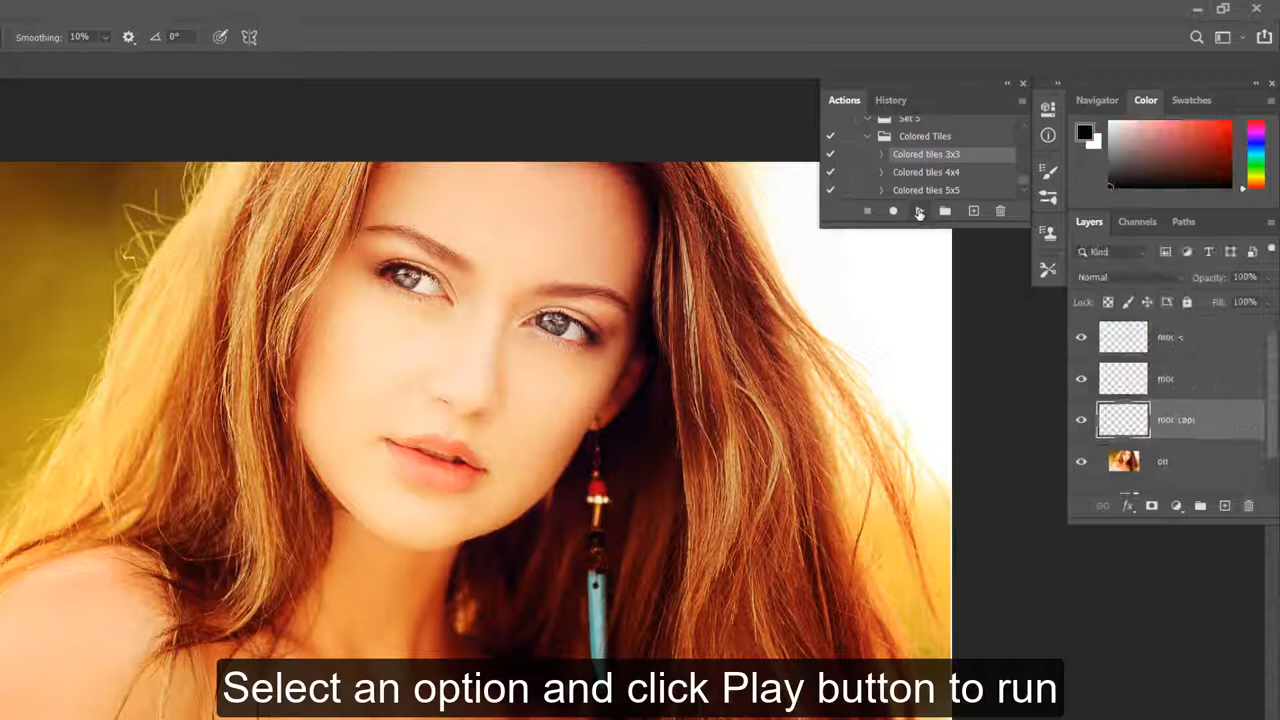 Smoothing: 10% 0°
Actions History
Set 5
Colored Tiles
Colored tiles 3x3
Colored tiles 4x4
Colored tiles 5x5
Navigator Color Swatches
Layers Channels Paths
Kind
Normal Opacity: 100%
Lock: Fill: 100%
Select an option and click Play button to run